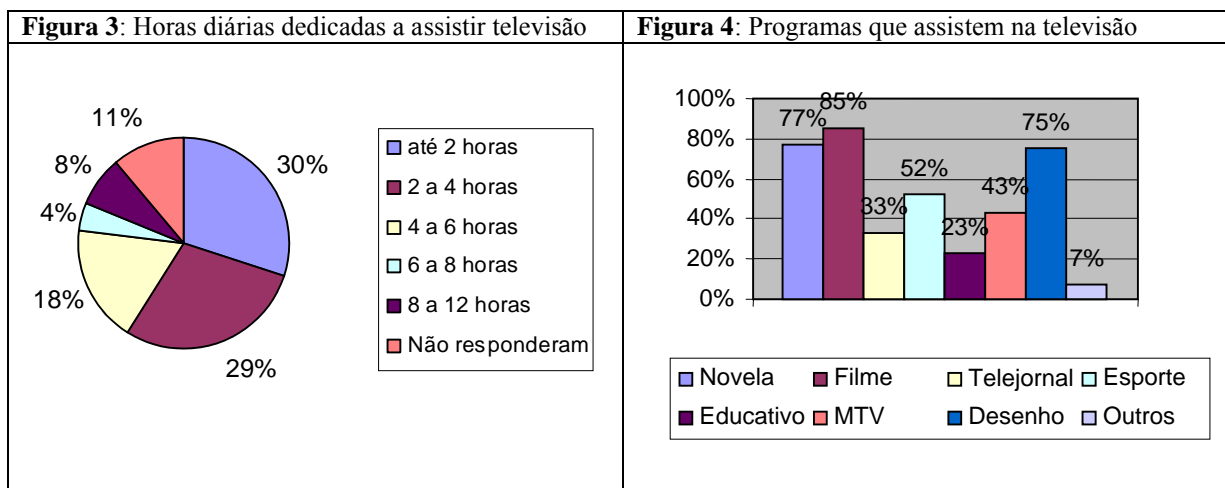 Figura 3: Horas diárias dedicadas a assistir televisão
11%
8%
4%
18%
29%
30%
até 2 horas
2 a 4 horas
4 a 6 horas
6 a 8 horas
8 a 12 horas
Não responderam
Figura 4: Programas que assistem na televisão
100%
80%
60%
40%
20%
0%
77%
85%
33%
52%
23%
43%
75%
7%
Novela Filme Telejornal Esporte
Educativo MTV Desenho Outros